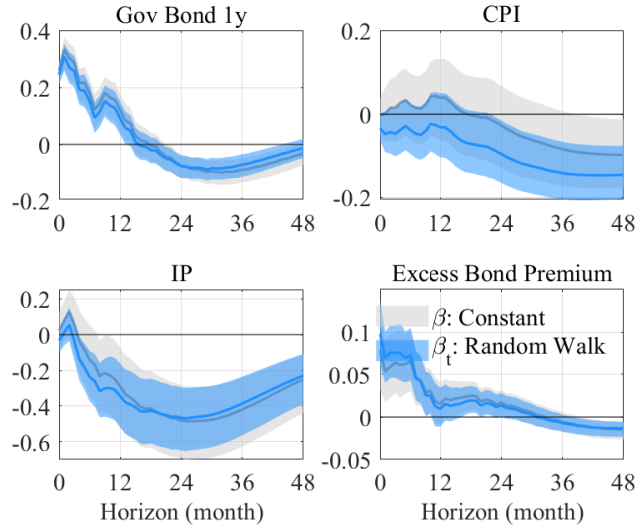 Gov Bond 1y
0.4
0.2
0
-0.2
0 12 24 36 48
CPI
0.2
0
-0.2
0 12 24 36 48
IP
0.2
0
-0.2
-0.4
-0.6
0 12 24 36 48
Horizon (month)
Excess Bond Premium
β: Constant
βt: Random Walk
0.1
0.05
0
-0.05
0 12 24 36 48
Horizon (month)